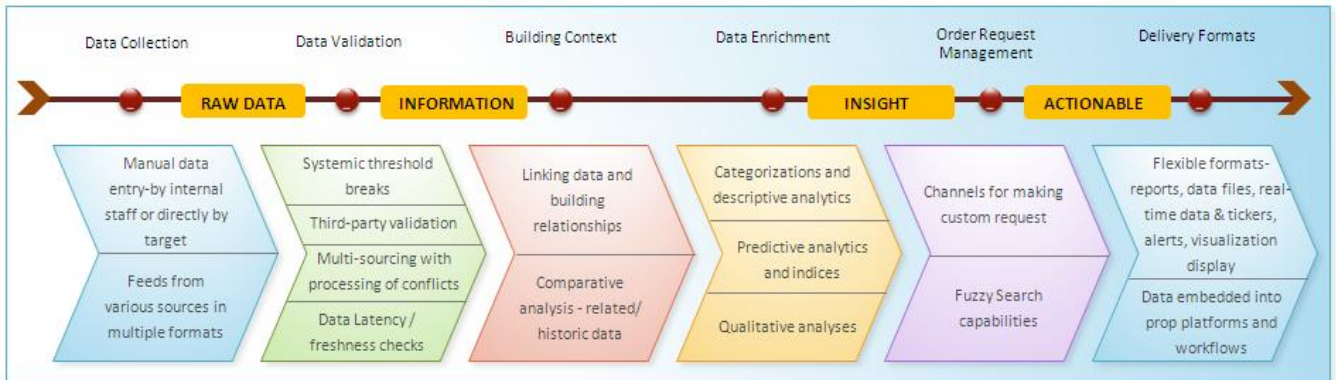 Data Collection
Data Validation
Building Context
Data Enrichment
Order Request
Management
Delivery Formats
RAW DATA
INFORMATION
INSIGHT
ACTIONABLE
Manual data
entry-by internal
staff or directly by
target
Feeds from
various sources in
multiple formats
Systemic threshold
breaks
Third-party validation
Multi-sourcing with
processing of conflicts
Data Latency /
freshness checks
Linking data and
building
relationships
Comparative
analysis - related/
historic data
Categorizations and
descriptive analytics
Predictive analytics
and indices
Qualitative analyses
Channels for making
custom request
Fuzzy Search
capabilities
Flexible formats-
reports, data files, real-
time data & tickers,
alerts, visualization
display
Data embedded into
prop platforms and
workflows